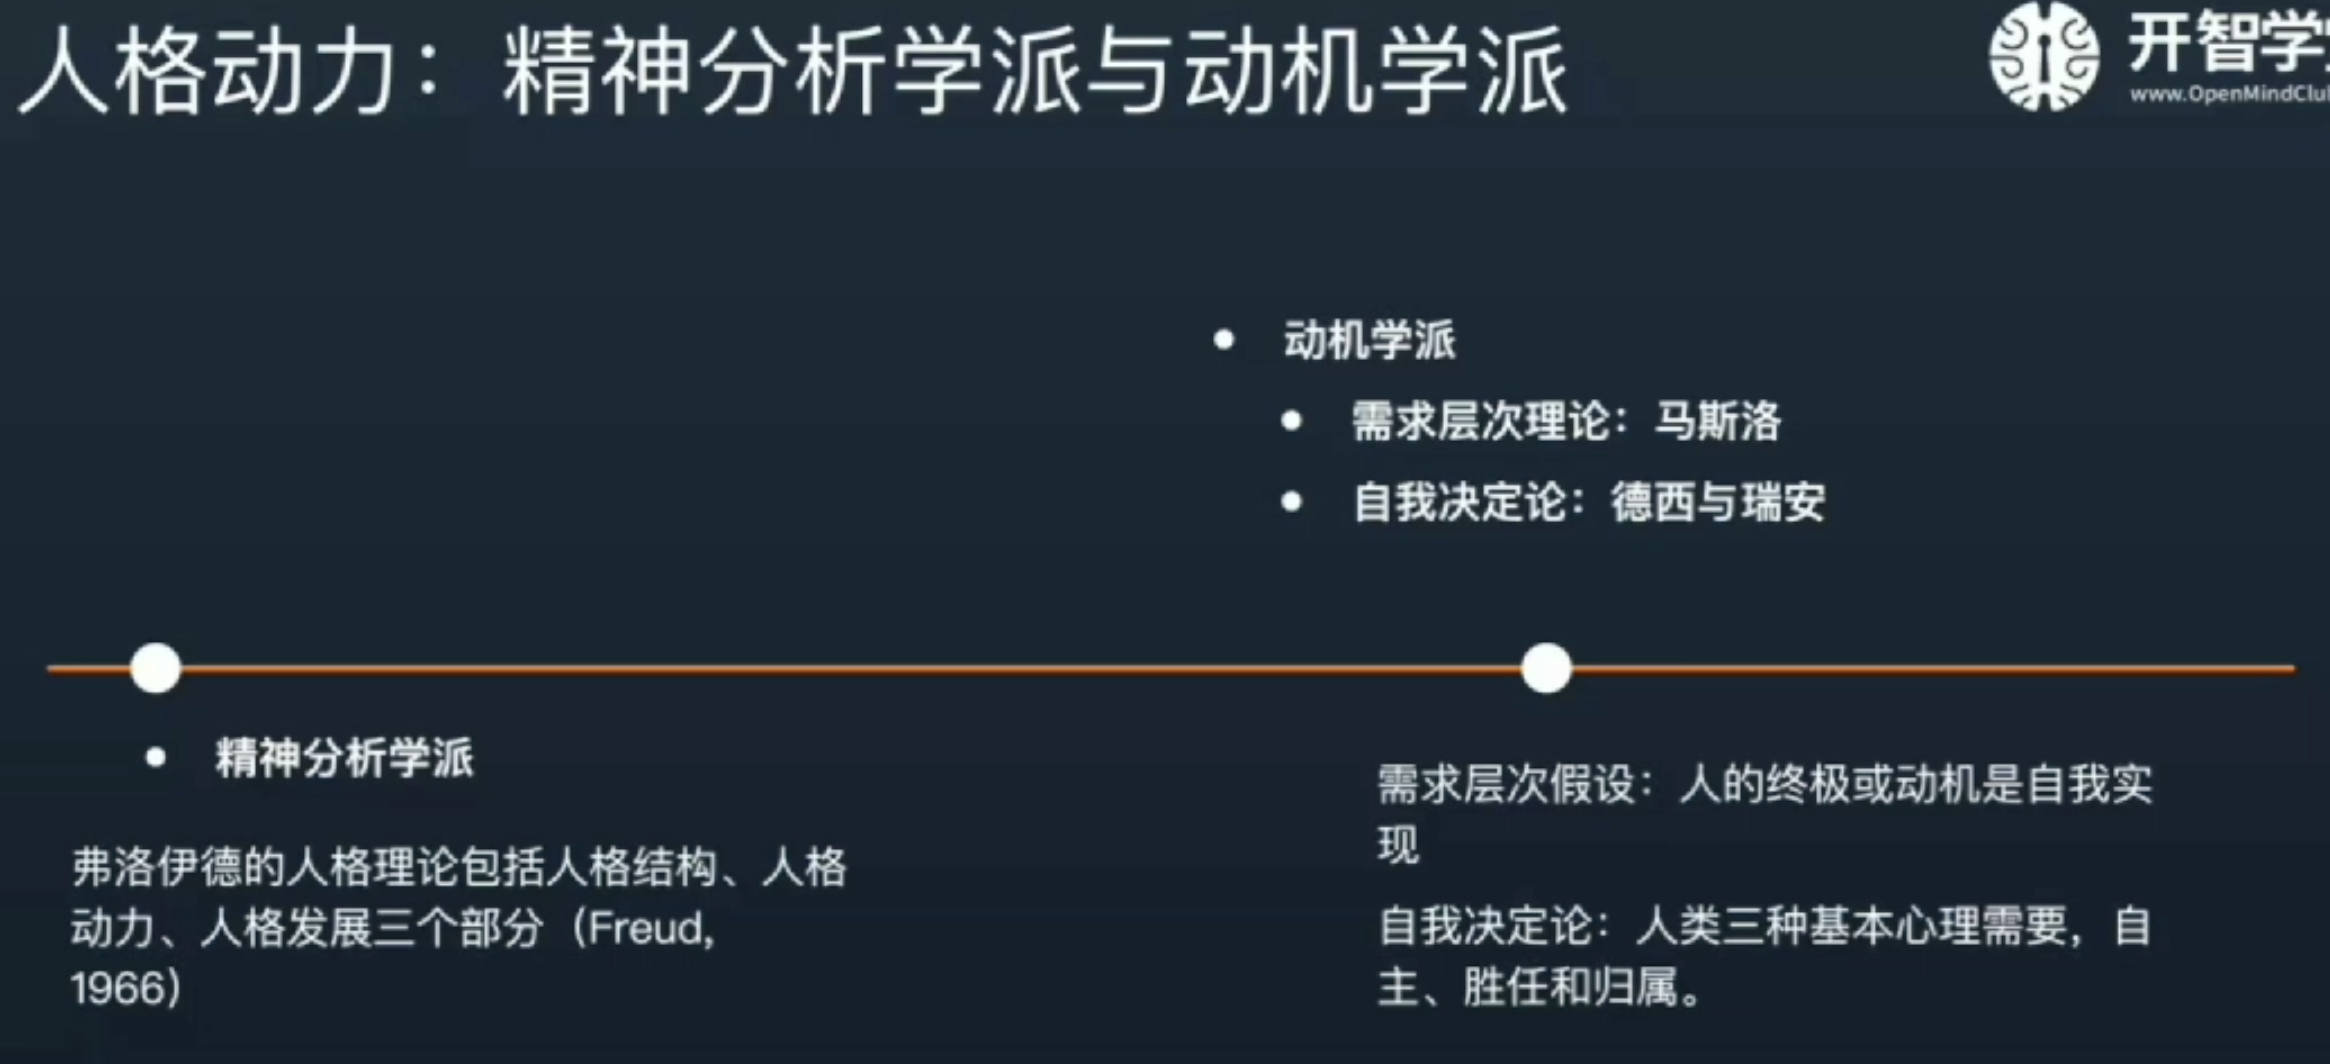 人格动力：精神分析学派与动机学派
开智学
www.OpenMindClu
• 动机学派
• 需求层次理论：马斯洛
• 自我决定论：德西与瑞安
• 精神分析学派
弗洛伊德的人格理论包括人格结构、人格
动力、人格发展三个部分（Freud,
1966)
需求层次假设：人的终极或动机是自我实
现
自我决定论：人类三种基本心理需要，自
主、胜任和归属。